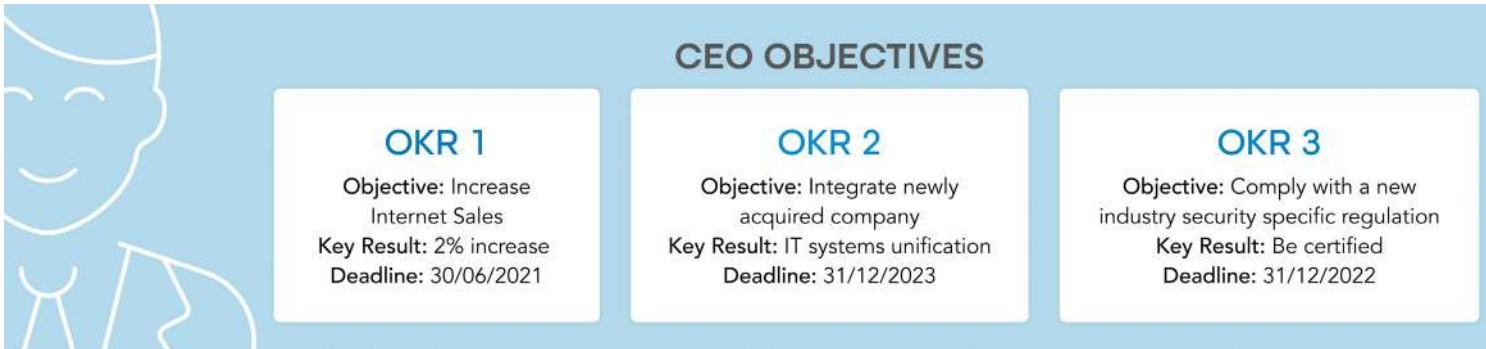 CEO OBJECTIVES
OKR 1
Objective: Increase
Internet Sales
Key Result: 2% increase
Deadline: 30/06/2021
OKR 2
Objective: Integrate newly
acquired company
Key Result: IT systems unification
Deadline: 31/12/2023
OKR 3
Objective: Comply with a new
industry security specific regulation
Key Result: Be certified
Deadline: 31/12/2022